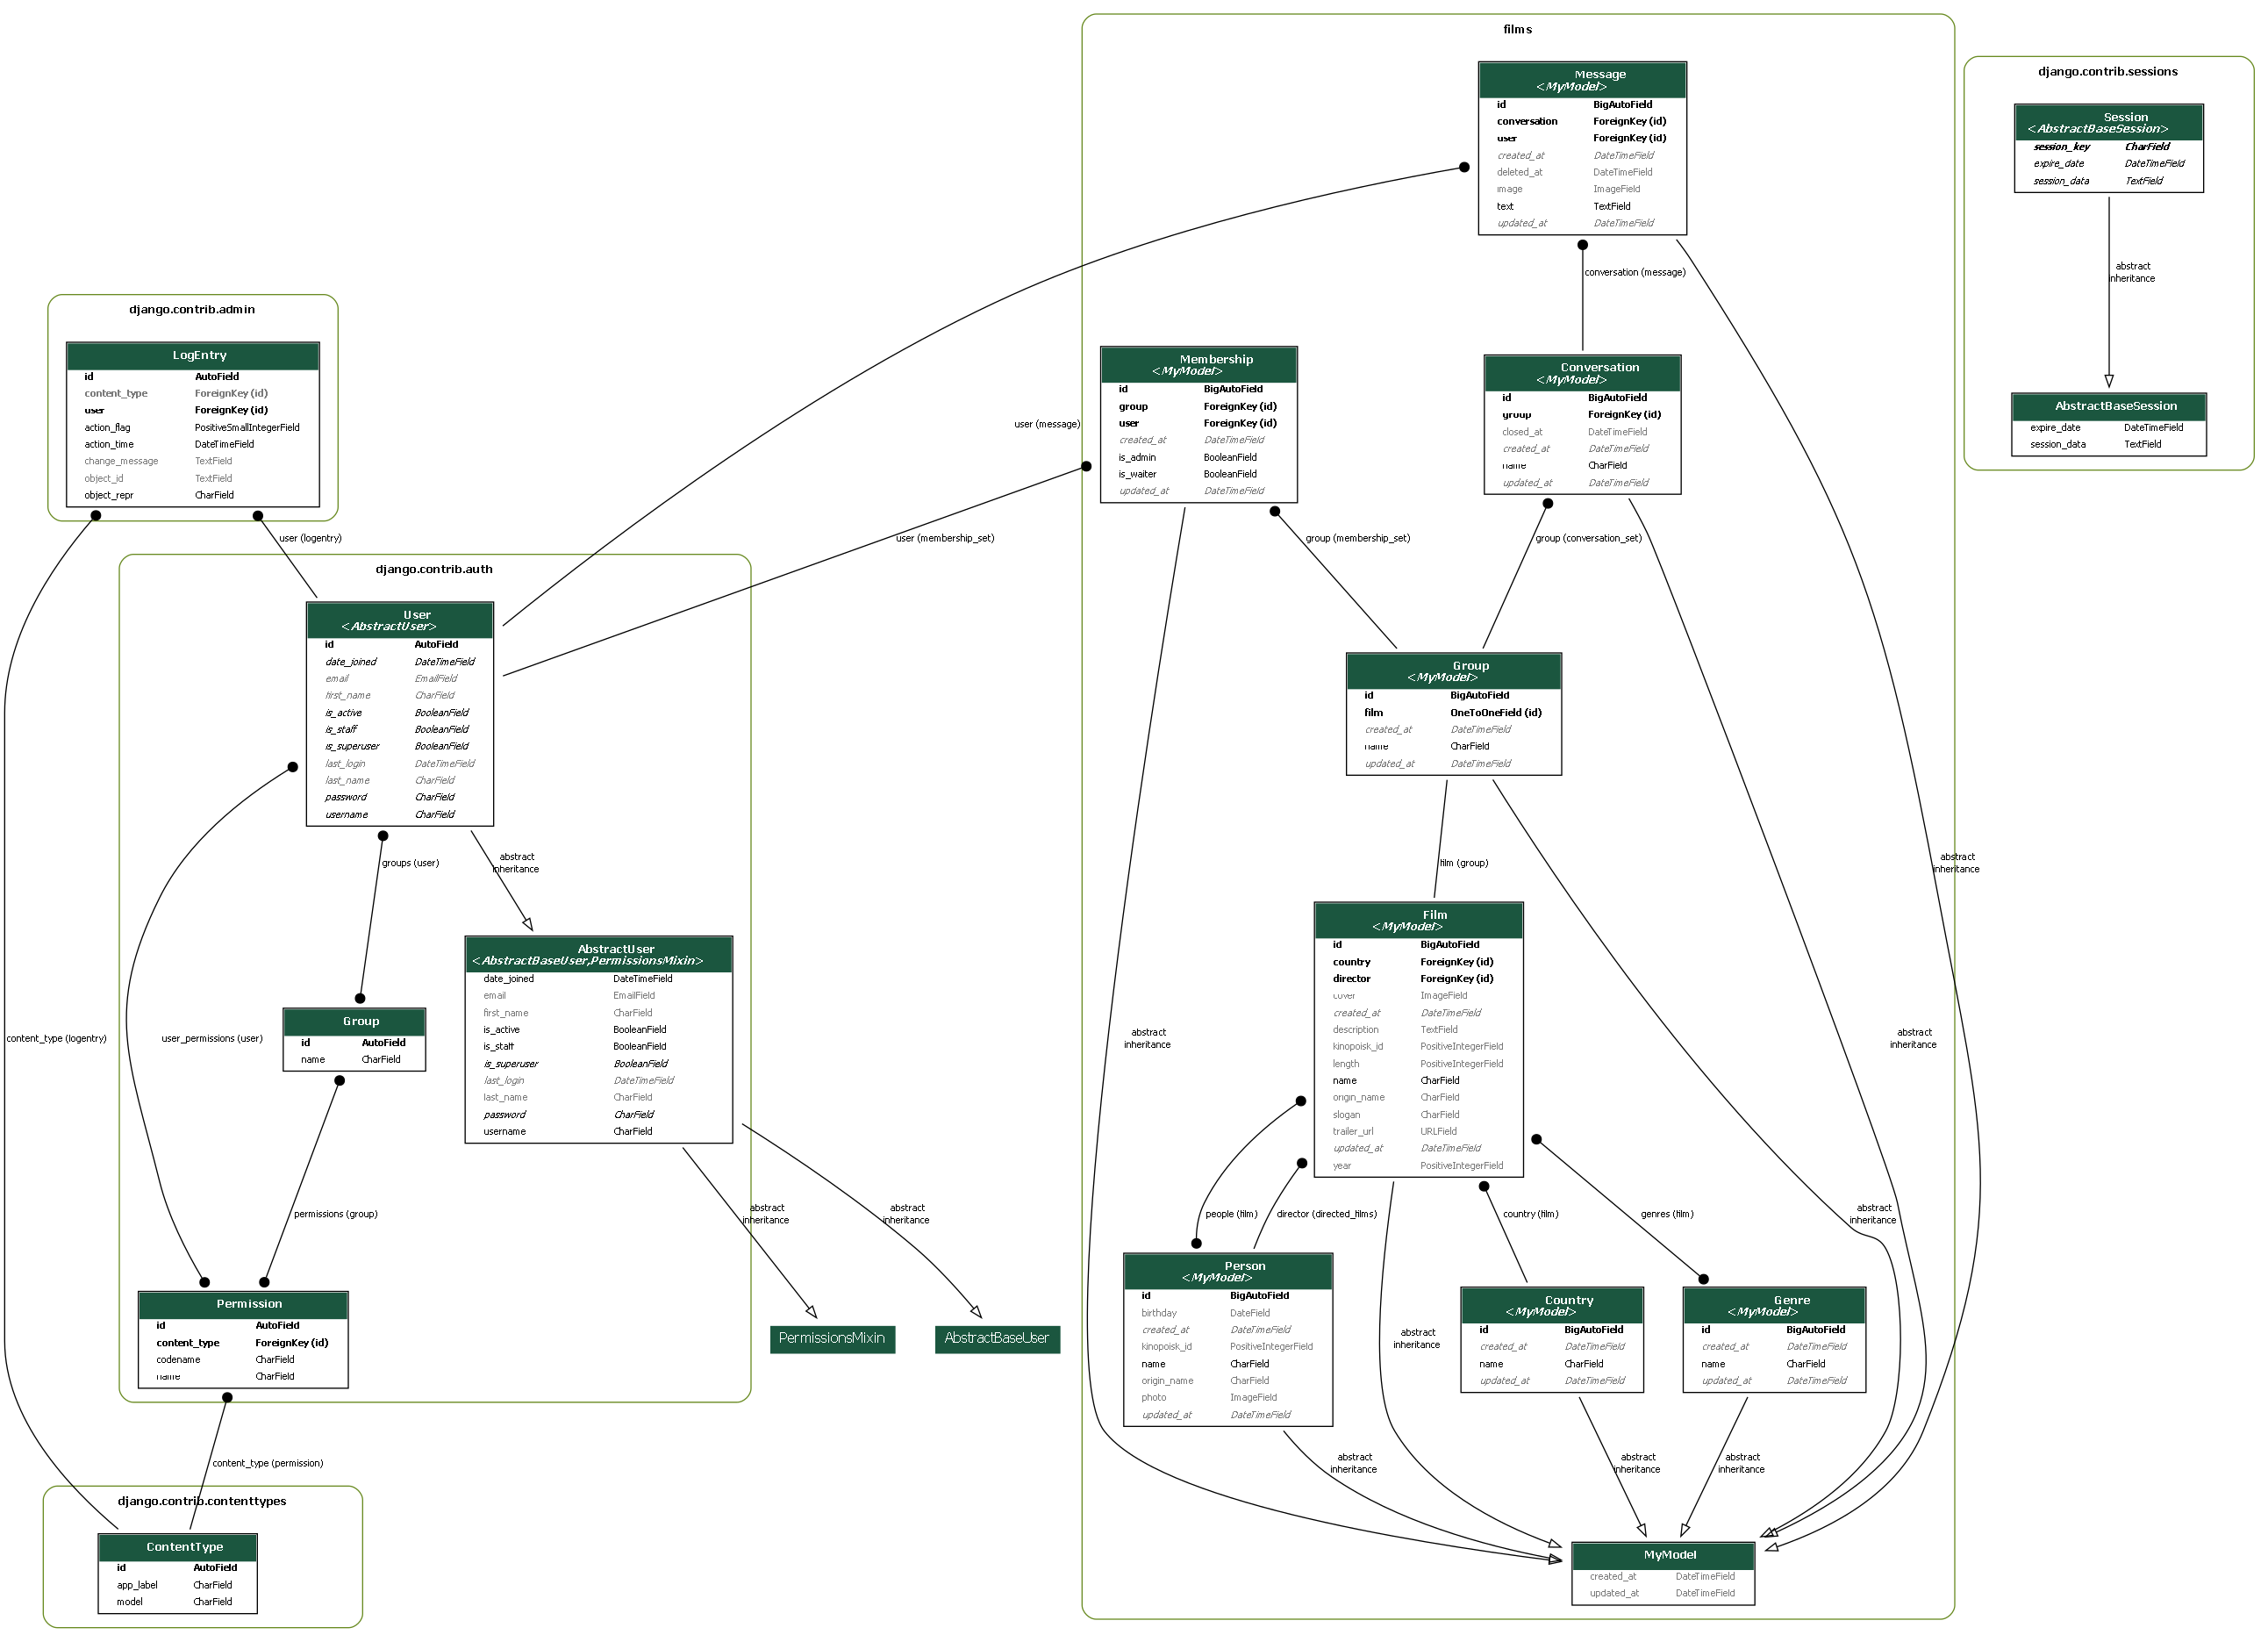 films
Message
<MyModel>
id BigAutoField
conversation ForeignKey (id)
user ForeignKey (id)
created_at DateTimeField
deleted_at DateTimeField
image ImageField
text TextField
updated_at DateTimeField
django.contrib.sessions
Session
<AbstractBaseSession>
session_key CharField
expire_date DateTimeField
session_data TextField
conversation (message)
abstract
inheritance
django.contrib.admin
LogEntry
id AutoField
content_type ForeignKey (id)
user ForeignKey (id)
action_flag PositiveSmallIntegerField
action_time DateTimeField
change_message TextField
object_id TextField
object_repr CharField
Membership
<MyModel>
id BigAutoField
group ForeignKey (id)
user ForeignKey (id)
created_at DateTimeField
is_admin BooleanField
is_waiter BooleanField
updated_at DateTimeField
Conversation
<MyModel>
id BigAutoField
group ForeignKey (id)
closed_at DateTimeField
created_at DateTimeField
name CharField
updated_at DateTimeField
AbstractBaseSession
expire_date DateTimeField
session_data TextField
user (message)
user (logentry)
user (membership_set)
group (membership_set)
group (conversation_set)
django.contrib.auth
User
<AbstractUser>
id AutoField
date_joined DateTimeField
email EmailField
first_name CharField
is_active BooleanField
is_staff BooleanField
is_superuser BooleanField
last_login DateTimeField
last_name CharField
password CharField
username CharField
Group
<MyModel>
id BigAutoField
film OneToOneField (id)
created_at DateTimeField
name CharField
updated_at DateTimeField
groups (user)
abstract
inheritance
film (group)
abstract
inheritance
AbstractUser
<AbstractBaseUser,PermissionsMixin>
date_joined DateTimeField
email EmailField
first_name CharField
is_active BooleanField
is_staff BooleanField
is_superuser BooleanField
last_login DateTimeField
last_name CharField
password CharField
username CharField
Film
<MyModel>
id BigAutoField
country ForeignKey (id)
director ForeignKey (id)
cover ImageField
created_at DateTimeField
description TextField
kinopoisk_id PositiveIntegerField
length PositiveIntegerField
name CharField
origin_name CharField
slogan CharField
trailer_url URLField
updated_at DateTimeField
year PositiveIntegerField
Group
id AutoField
name CharField
content_type (logentry)
user_permissions (user)
abstract
inheritance
abstract
inheritance
permissions (group)
abstract
inheritance
abstract
inheritance
people (film)
director (directed_films)
country (film)
genres (film)
abstract
inheritance
Permission
id AutoField
content_type ForeignKey (id)
codename CharField
name CharField
PermissionsMixin
AbstractBaseUser
Person
<MyModel>
id BigAutoField
birthday DateField
created_at DateTimeField
kinopoisk_id PositiveIntegerField
name CharField
origin_name CharField
photo ImageField
updated_at DateTimeField
abstract
inheritance
Country
<MyModel>
id BigAutoField
created_at DateTimeField
name CharField
updated_at DateTimeField
Genre
<MyModel>
id BigAutoField
created_at DateTimeField
name CharField
updated_at DateTimeField
content_type (permission)
abstract
inheritance
abstract
inheritance
abstract
inheritance
django.contrib.contenttypes
ContentType
id AutoField
app_label CharField
model CharField
MyModel
created_at DateTimeField
updated_at DateTimeField